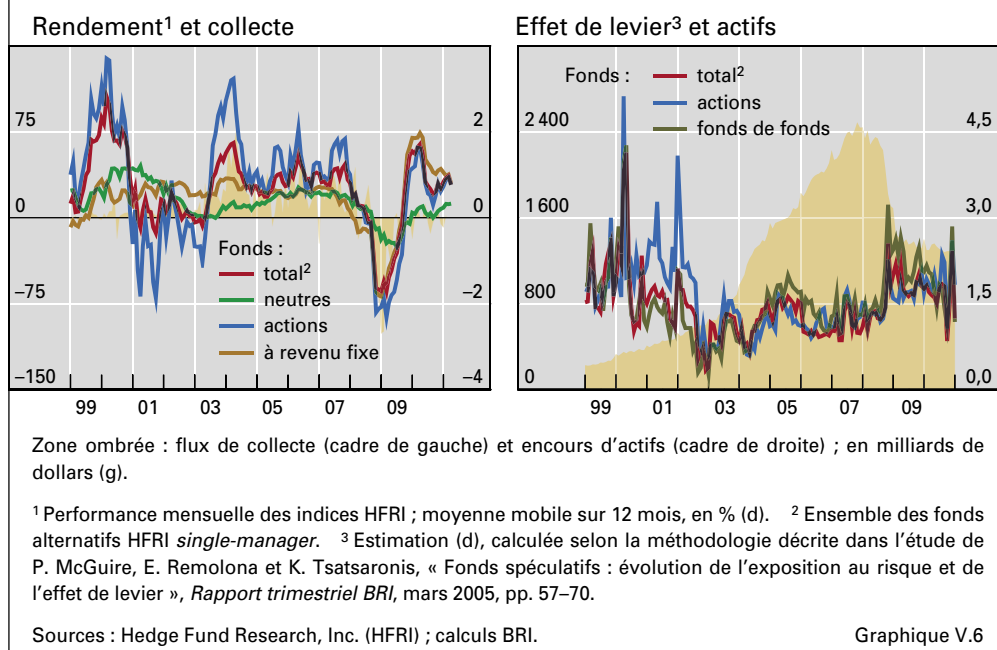 Rendement¹ et collecte
75
0
–75
–150
2
0
–2
–4
Fonds :
total²
neutres
actions
à revenu fixe
99 01 03 05 07 09
Effet de levier³ et actifs
Fonds :
total²
actions
fonds de fonds
2 400
1 600
800
0
4,5
3,0
1,5
0,0
99 01 03 05 07 09
Zone ombrée : flux de collecte (cadre de gauche) et encours d’actifs (cadre de droite) ; en milliards de
dollars (g).
¹ Performance mensuelle des indices HFRI ; moyenne mobile sur 12 mois, en % (d). ² Ensemble des fonds
alternatifs HFRI single-manager. ³ Estimation (d), calculée selon la méthodologie décrite dans l’étude de
P. McGuire, E. Remolona et K. Tsatsaronis, « Fonds spéculatifs : évolution de l’exposition au risque et de
l’effet de levier », Rapport trimestriel BRI, mars 2005, pp. 57–70.
Sources : Hedge Fund Research, Inc. (HFRI) ; calculs BRI.
Graphique V.6